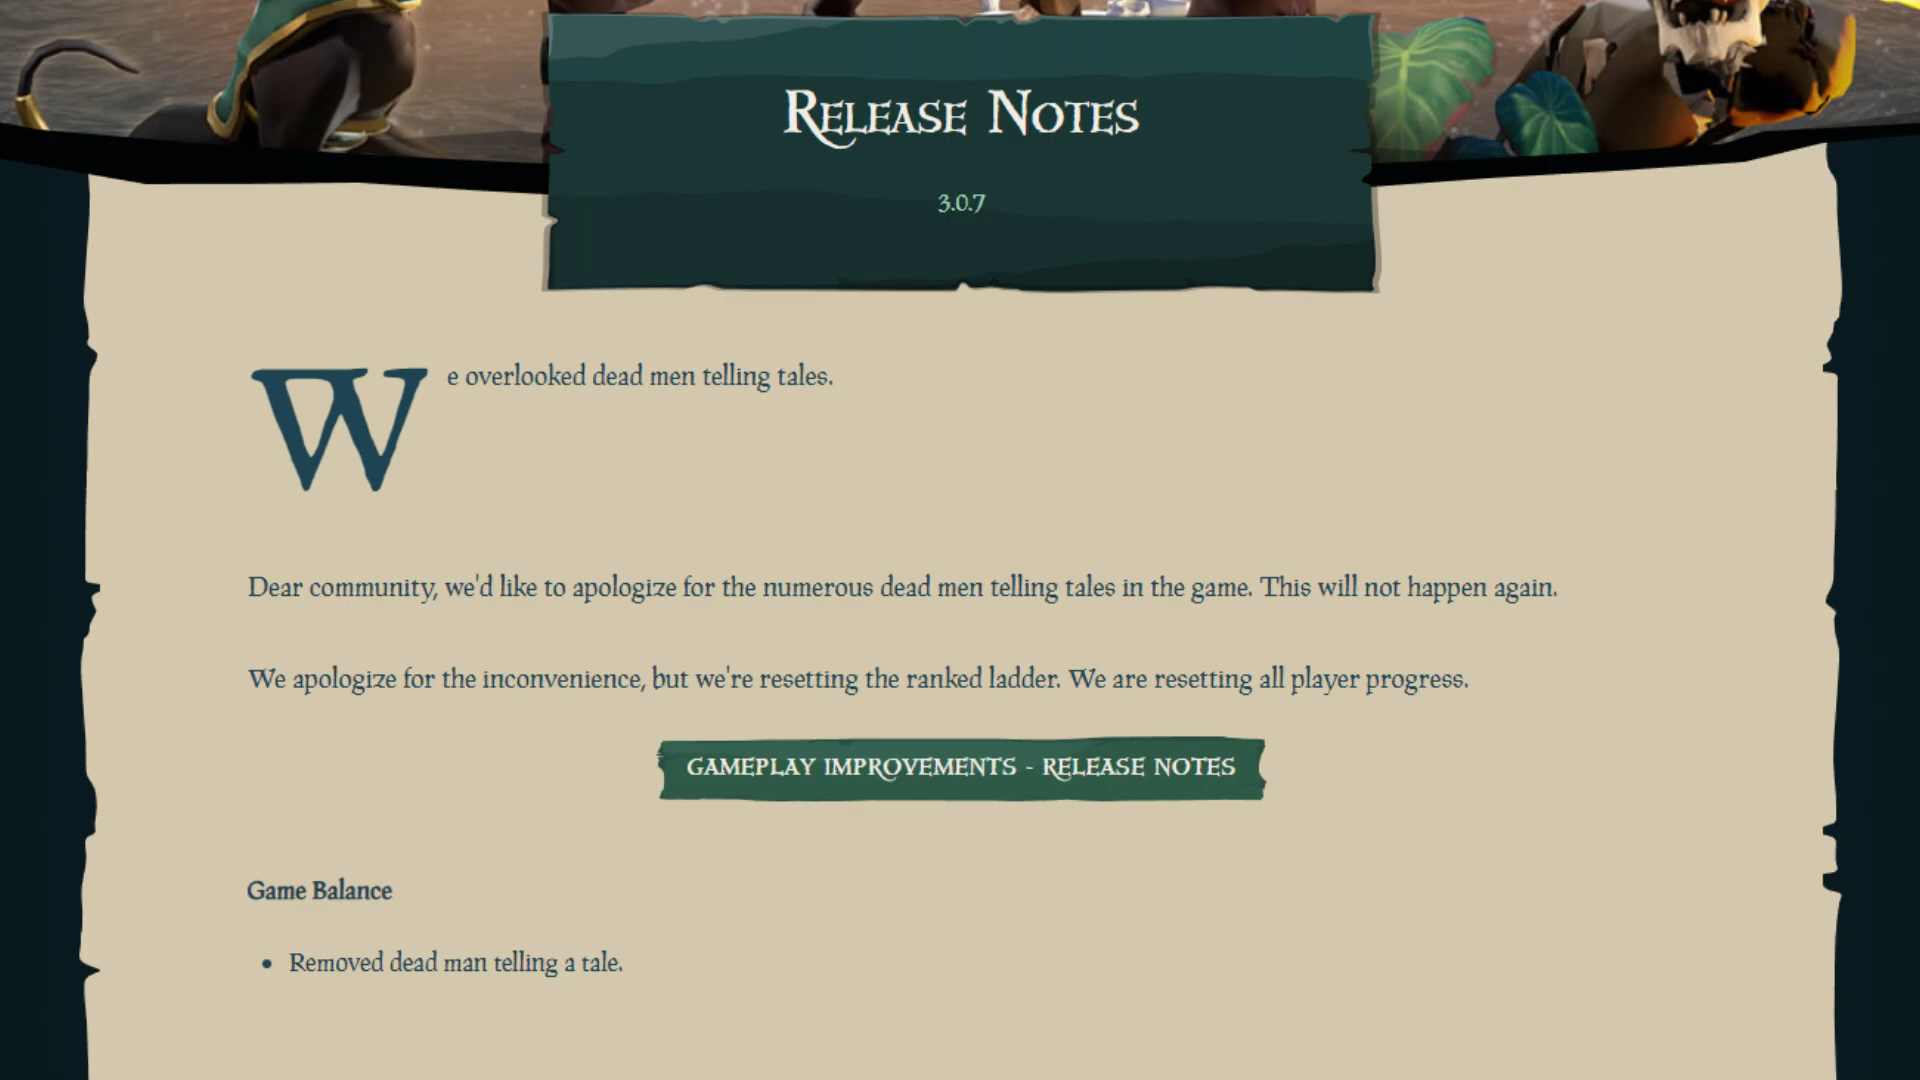 Release Notes
3.0.7
We overlooked dead men telling tales.
Dear community, we'd like to apologize for the numerous dead men telling tales in the game. This will not happen again.
We apologize for the inconvenience, but we're resetting the ranked ladder. We are resetting all player progress.
GAMEPLAY IMPROVEMENTS - RELEASE NOTES
Game Balance
• Removed dead man telling a tale.